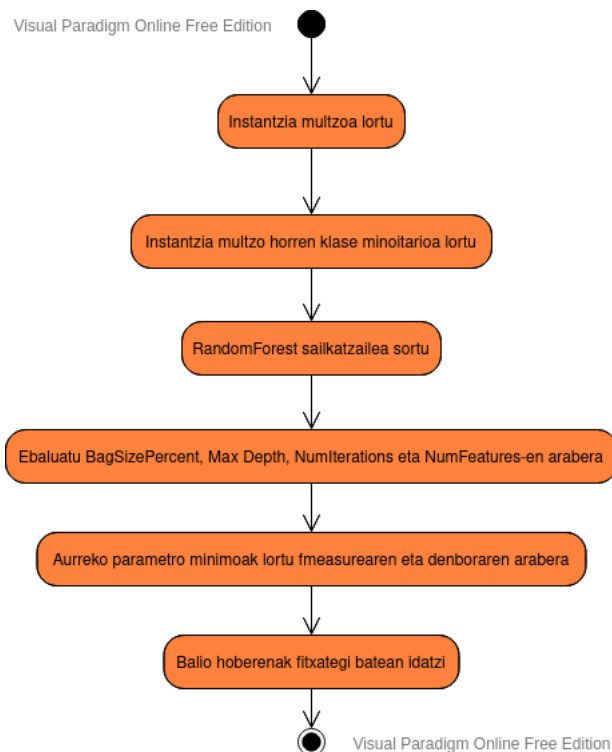 Visual Paradigm Online Free Edition
Instantzia multzoa lortu
Instantzia multzo horren klase minoitarioa lortu
RandomForest sailkatzailea sortu
Ebaluatu BagSizePercent, Max Depth, NumIterations eta NumFeatures-en arabera
Aurreko parametro minimoak lortu fmeasurearen eta denboraren arabera
Balio hoberenak fitxategi batean idatzi
Visual Paradigm Online Free Edition